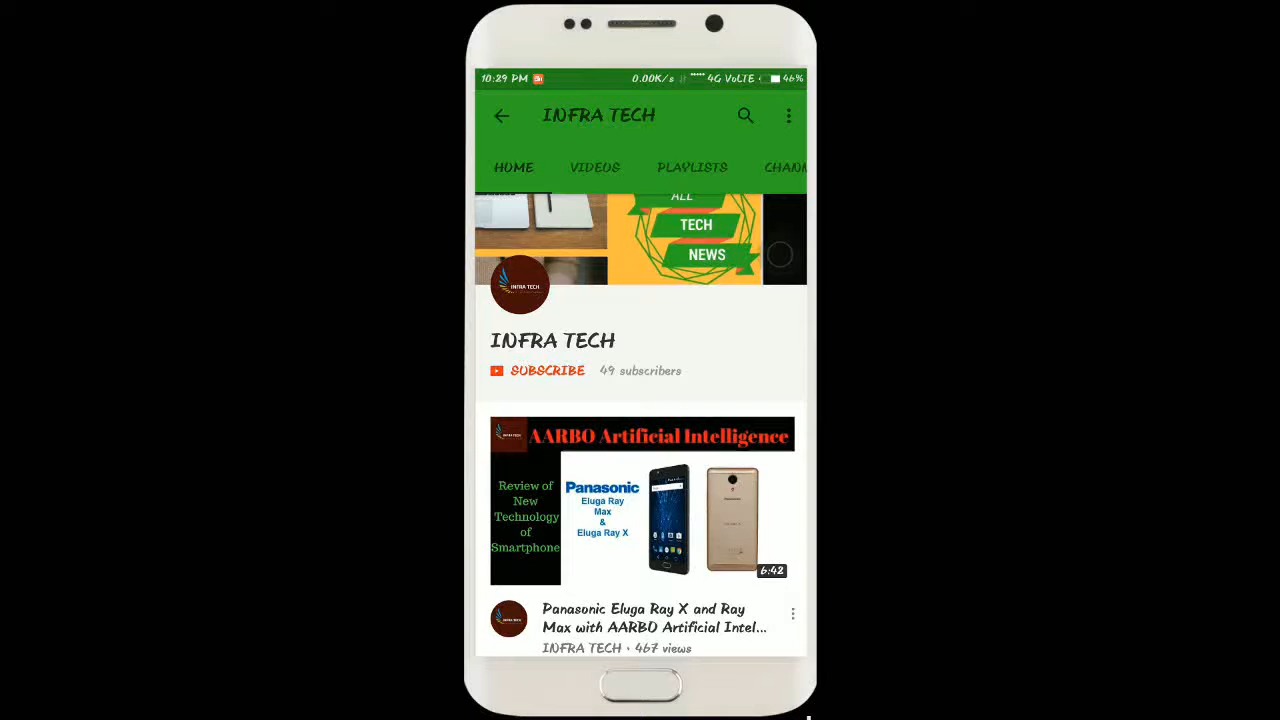 10:29 PM 0.00K/s 4G VoLTE 46%
INFRA TECH
HOME VIDEOS PLAYLISTS CHANN
ALL
TECH
NEWS
INFRA TECH
INFRA TECH
SUBSCRIBE 49 subscribers
AARBO Artificial Intelligence
Review of
New
Technology
of
Smartphone
Panasonic
Eluga Ray
Max
&
Eluga Ray X
6:42
Panasonic Eluga Ray X and Ray
Max with AARBO Artificial Intel...
INFRA TECH • 467 views